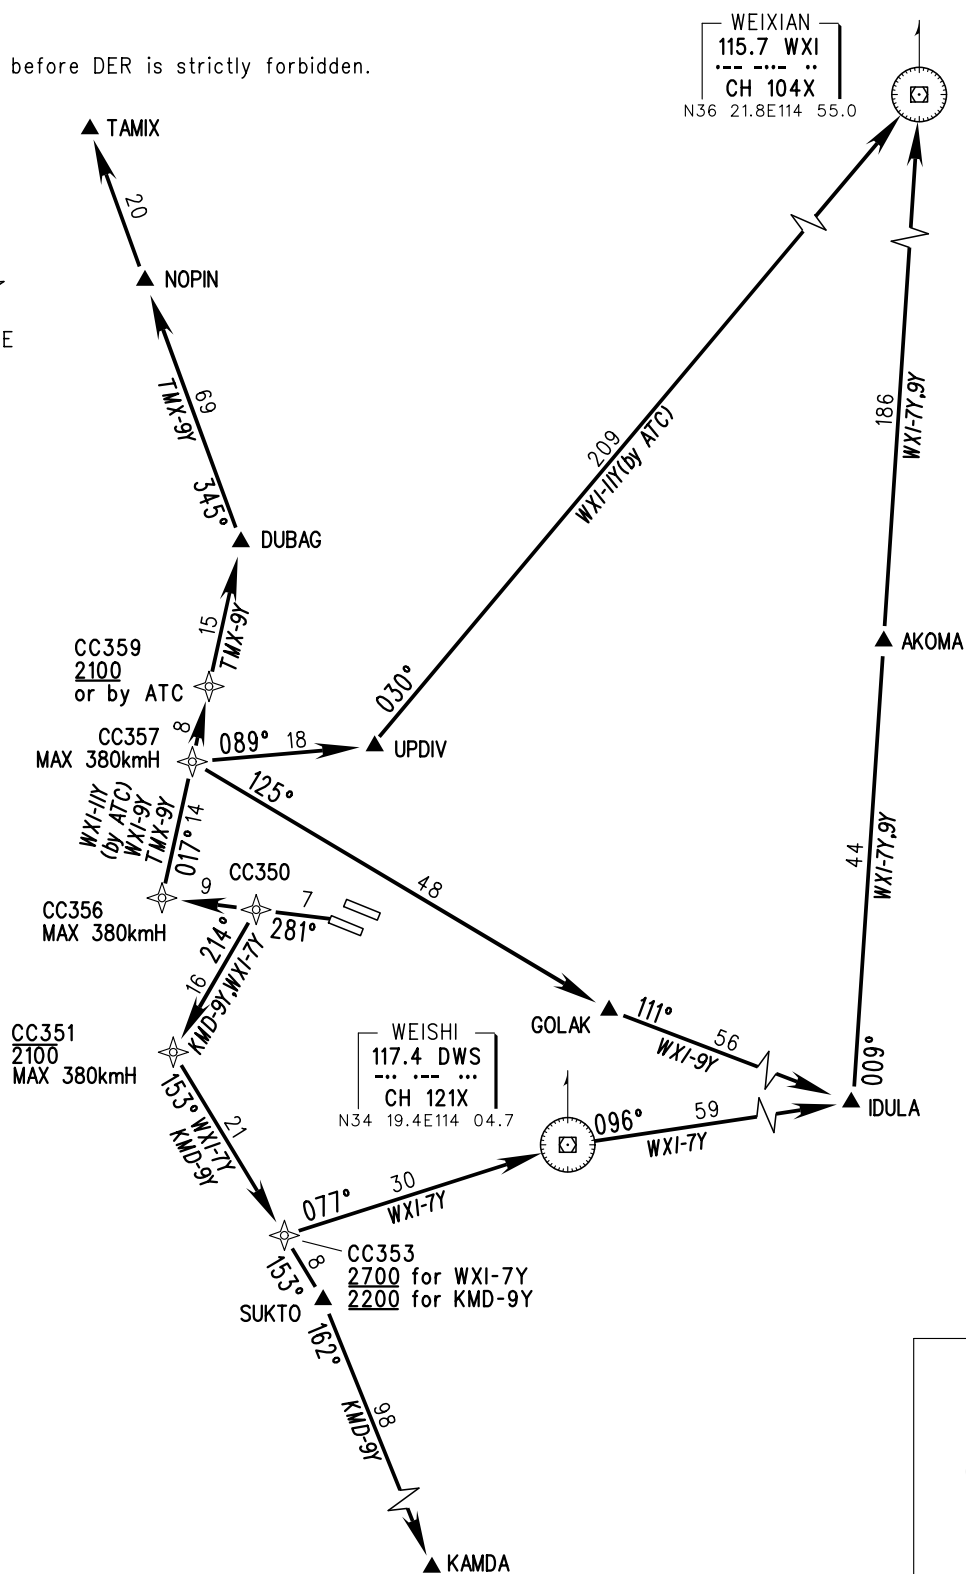 WEIXIAN
115.7 WXI
CH 104X
N36 21.8E114 55.0
before DER is strictly forbidden.
TAMIX
20
NOPIN
E
69
TMX-9Y
345°
DUBAG
209
WXI-11Y(by ATC)
186
WXI-7Y,9Y
15
TMX-9Y
CC359
2100
or by ATC
AKOMA
030°
8
CC357
MAX 380kmH
089°
18
UPDIV
125°
WXI-11Y
(by ATC)
WXI-9Y
TMX-9Y
017°
14
44
WXI-7Y,9Y
48
CC350
9
7
CC356
MAX 380kmH
281°
214°
16
KMD-9Y,WXI-7Y
GOLAK
111°
56
WXI-9Y
CC351
2100
MAX 380kmH
WEISHI
117.4 DWS
CH 121X
N34 19.4E114 04.7
009°
IDULA
153°
WXI-7Y
KMD-9Y
21
096°
59
WXI-7Y
077°
30
WXI-7Y
CC353
2700 for WXI-7Y
2200 for KMD-9Y
153°
8
SUKTO
162°
98
KMD-9Y
KAMDA